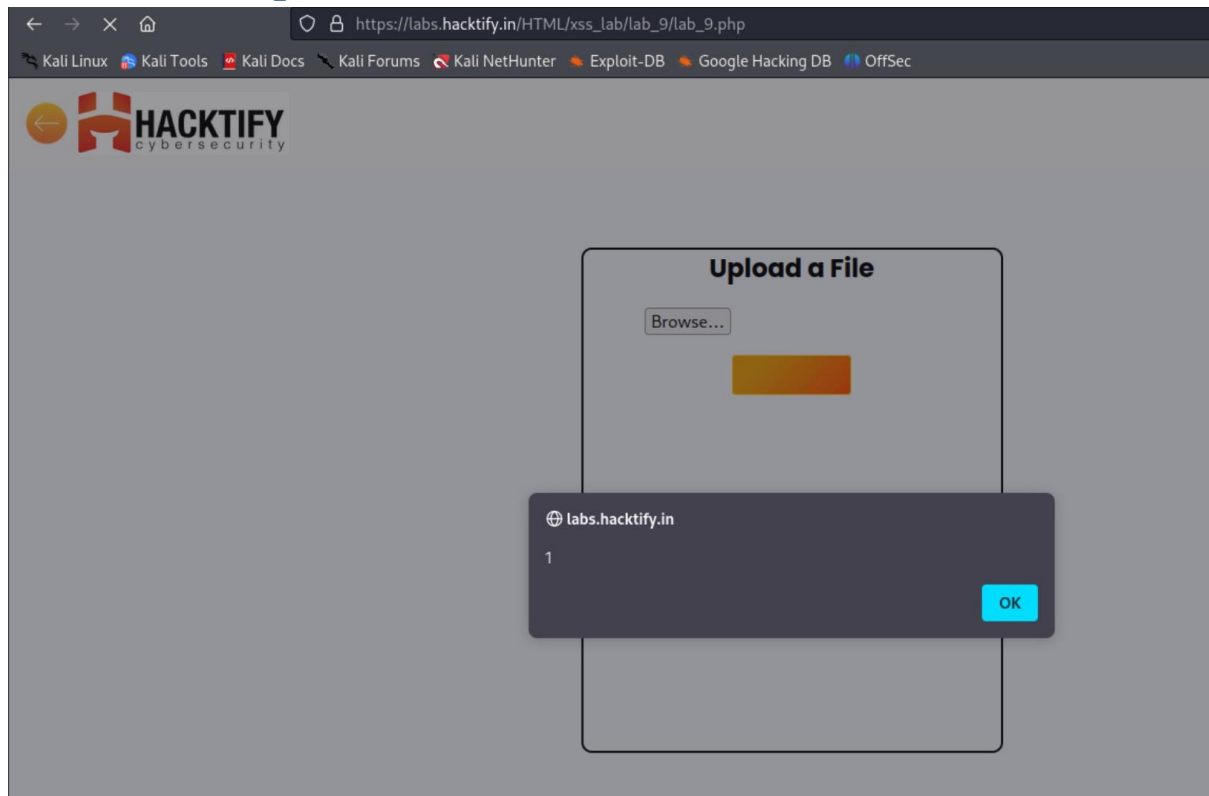 https://labs.hacktify.in/HTML/xss_lab/lab_9/lab_9.php
Kali Linux Kali Tools Kali Docs Kali Forums Kali NetHunter Exploit-DB Google Hacking DB OffSec
HACKTIFY
cybersecurity
Upload a File
Browse...
labs.hacktify.in
1
OK